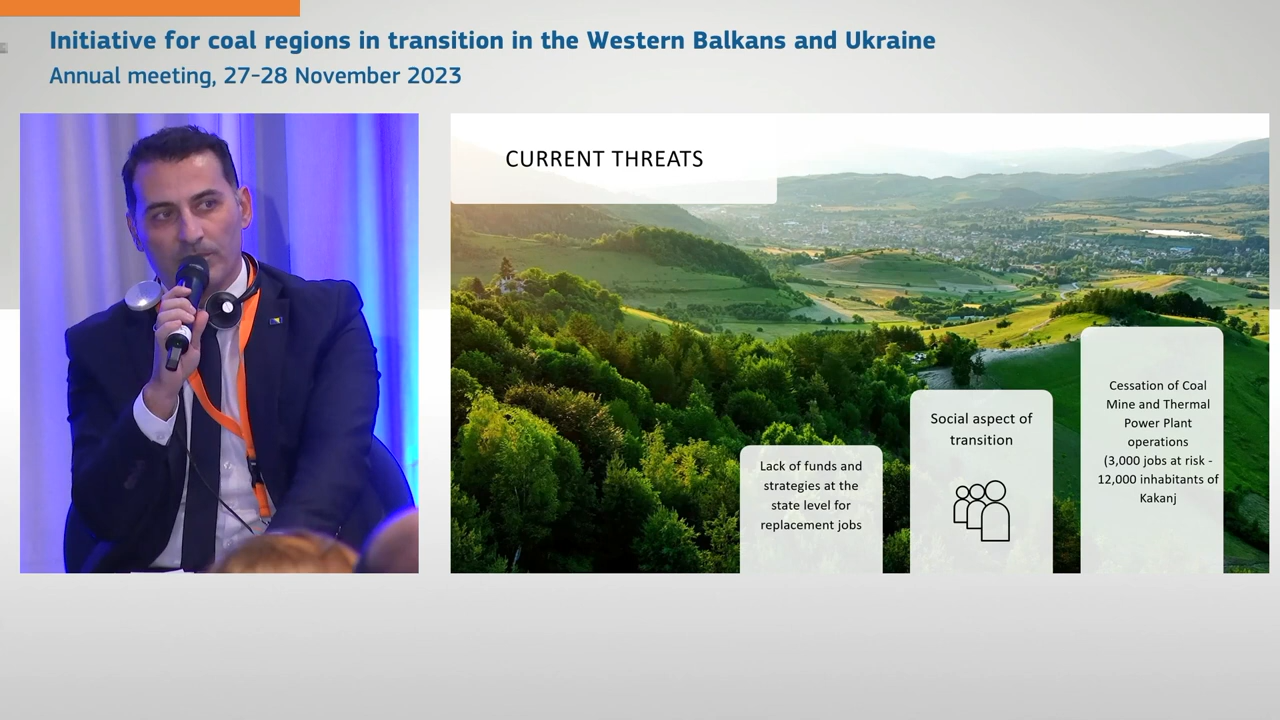 Initiative for coal regions in transition in the Western Balkans and Ukraine
Annual meeting, 27-28 November 2023
CURRENT THREATS
Lack of funds and
strategies at the
state level for
replacement jobs
Social aspect of
transition
Cessation of Coal
Mine and Thermal
Power Plant
operations
(3,000 jobs at risk -
12,000 inhabitants of
Kakanj